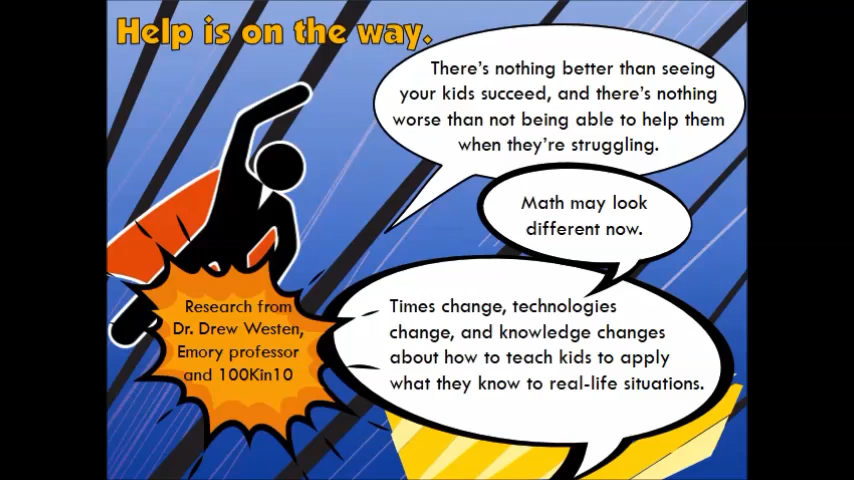 Help is on the way.
There's nothing better than seeing
your kids succeed, and there's nothing
worse than not being able to help them
when they're struggling.
Math may look
different now.
Times change, technologies
change, and knowledge changes
about how to teach kids to apply
what they know to real-life situations.
Research from
Dr. Drew Westen,
Emory professor
and 100Kin10